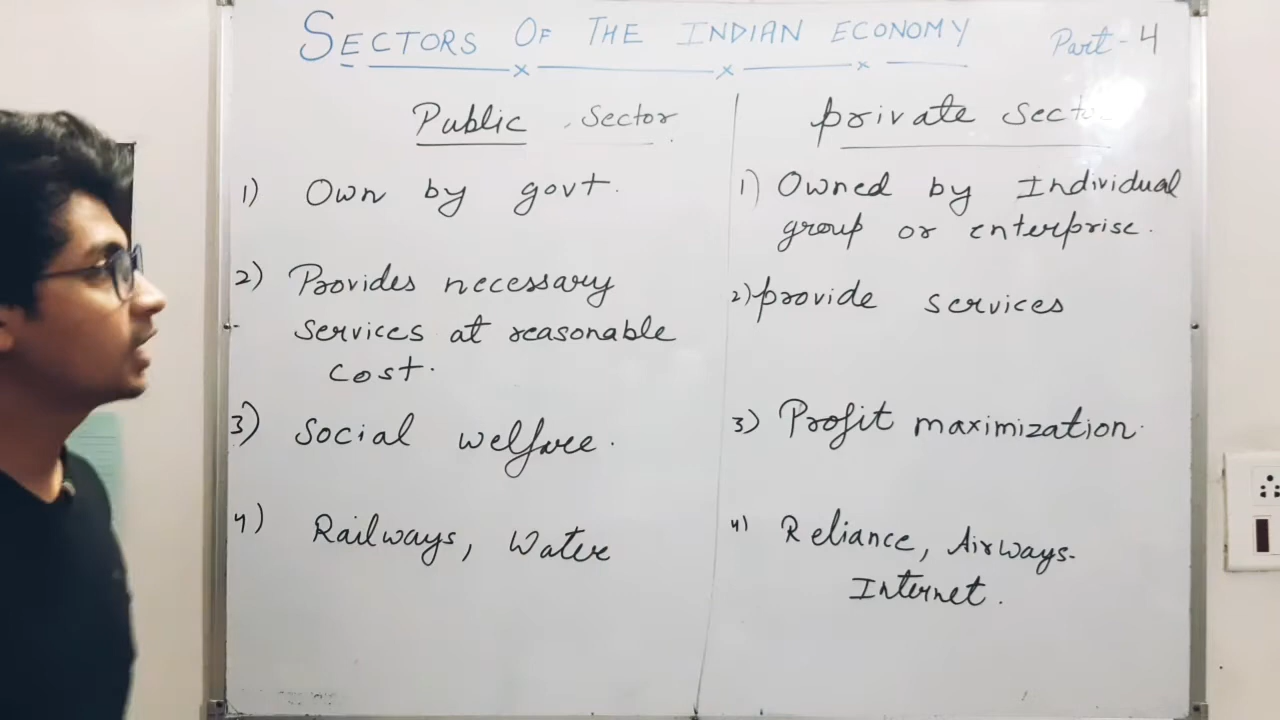 SECTORS OF THE INDIAN ECONOMY
Part-4
Public Sector
1) Own by govt.
2) Provides necessary
services at reasonable
cost.
3) Social welfare.
4) Railways, Water
private sector
1) Owned by Individual
group or enterprise.
2) provide services
3) Profit maximization.
4) Reliance, Airways.
Internet.